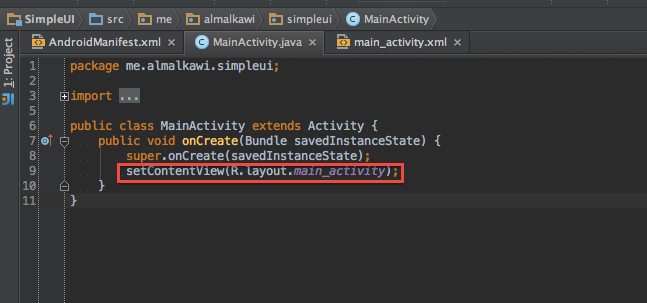 SimpleUI src me almalkawi simpleui MainActivity
AndroidManifest.xml MainActivity.java main_activity.xml
1: Project
1 package me.almalkawi.simpleui;
2
3 import ...
5
6 public class MainActivity extends Activity {
7 public void onCreate(Bundle savedInstanceState) {
8 super.onCreate(savedInstanceState);
9 setContentView(R.layout.main_activity);
10 }
11 }